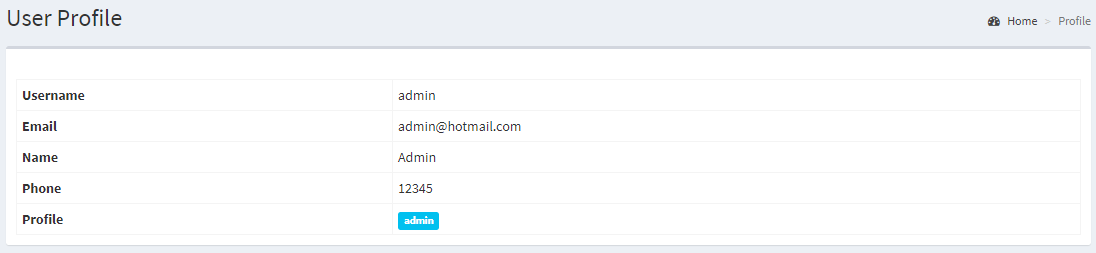 User Profile
Home > Profile
Username admin
Email admin@hotmail.com
Name Admin
Phone 12345
Profile admin